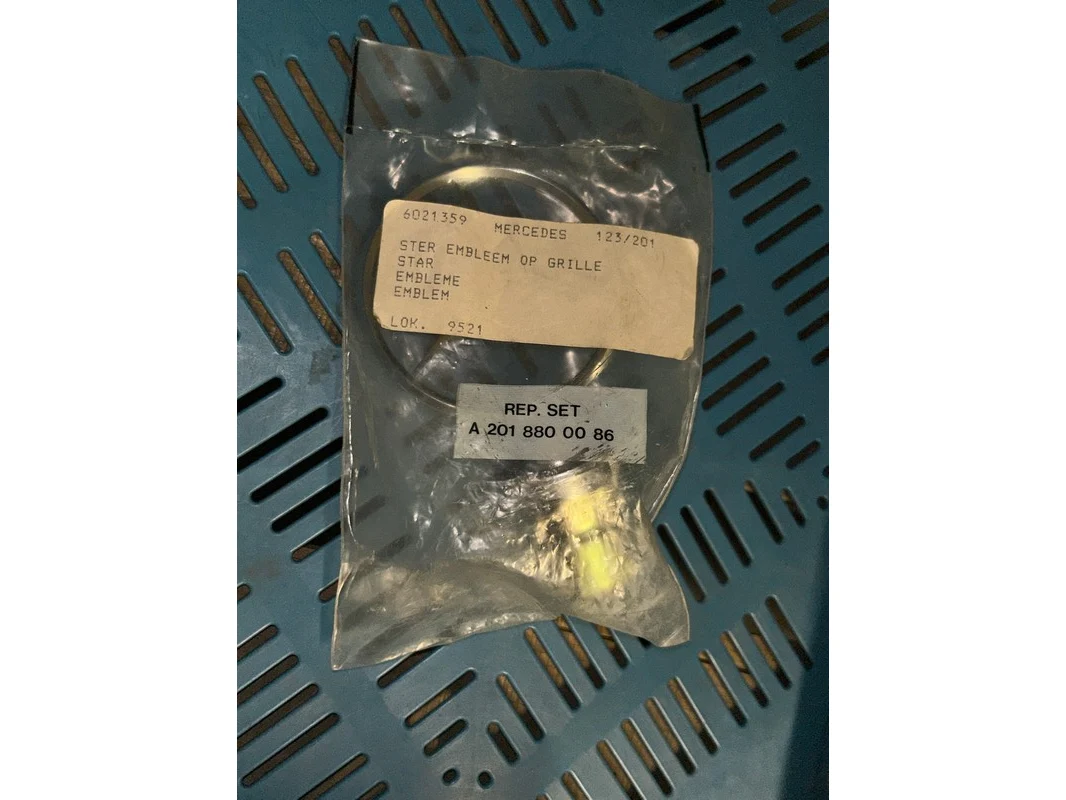 6021359 MERCEDES 123/201
STER EMBLEEM OP GRILLE
STAR
EMBLEME
EMBLEM
LOK. 9521
REP. SET
A 201 880 00 86